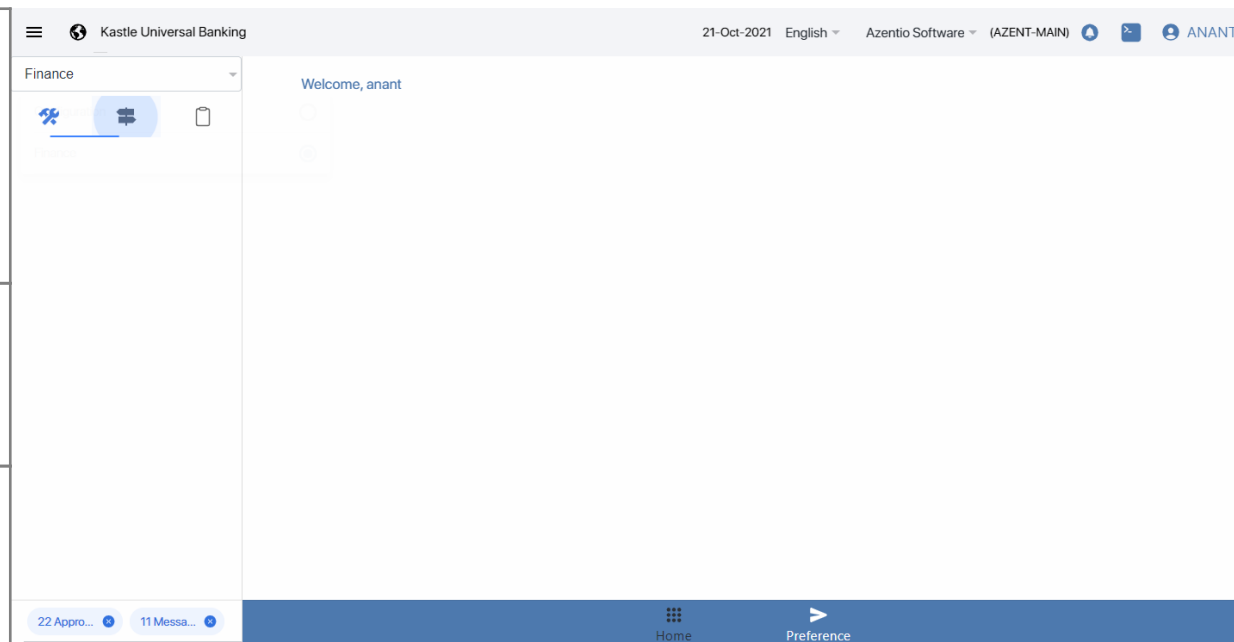 Kastle Universal Banking 21-Oct-2021 English Azentio Software (AZENT-MAIN) ANANT
Finance
Welcome, anant
22 Appro... 11 Messa...
Home Preference